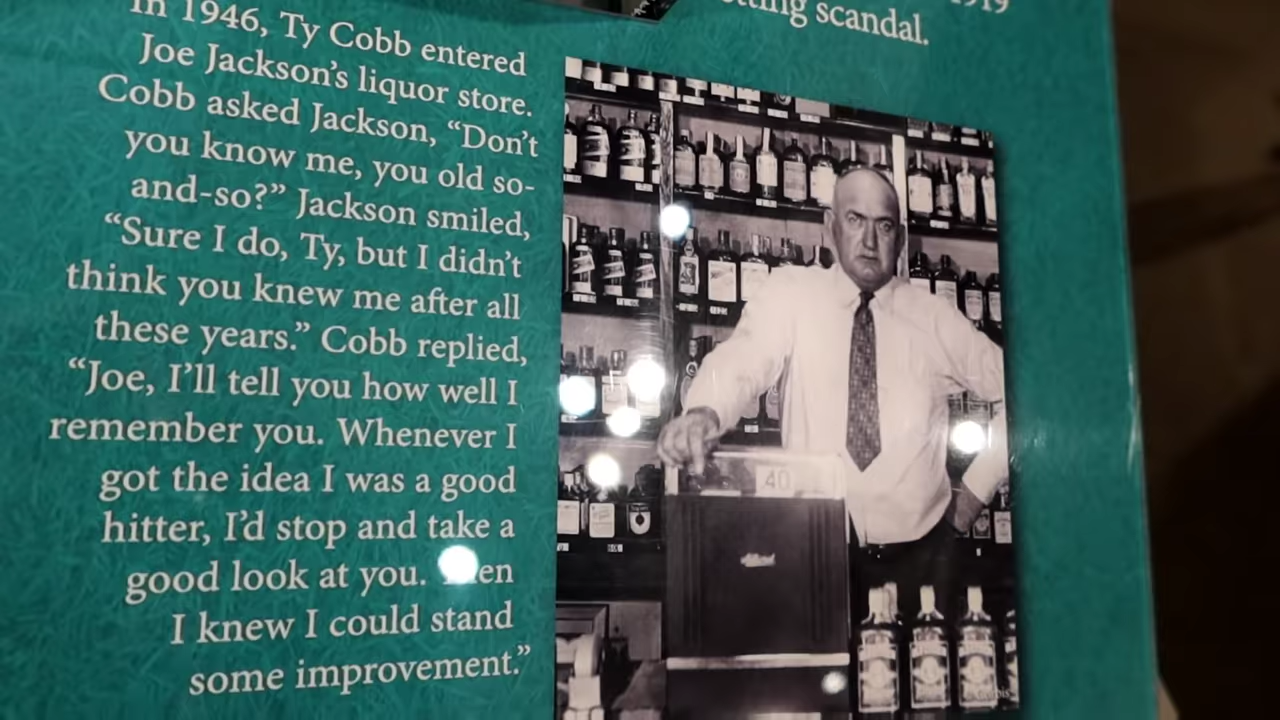 1919
scandal.
In 1946, Ty Cobb entered
Joe Jackson's liquor store.
Cobb asked Jackson, “Don't
you know me, you old so-
and-so?” Jackson smiled,
“Sure I do, Ty, but I didn't
think you knew me after all
these years.” Cobb replied,
“Joe, I'll tell you how well I
remember you. Whenever I
got the idea I was a good
hitter, I'd stop and take a
good look at you.
I knew I could stand
some improvement.”
40